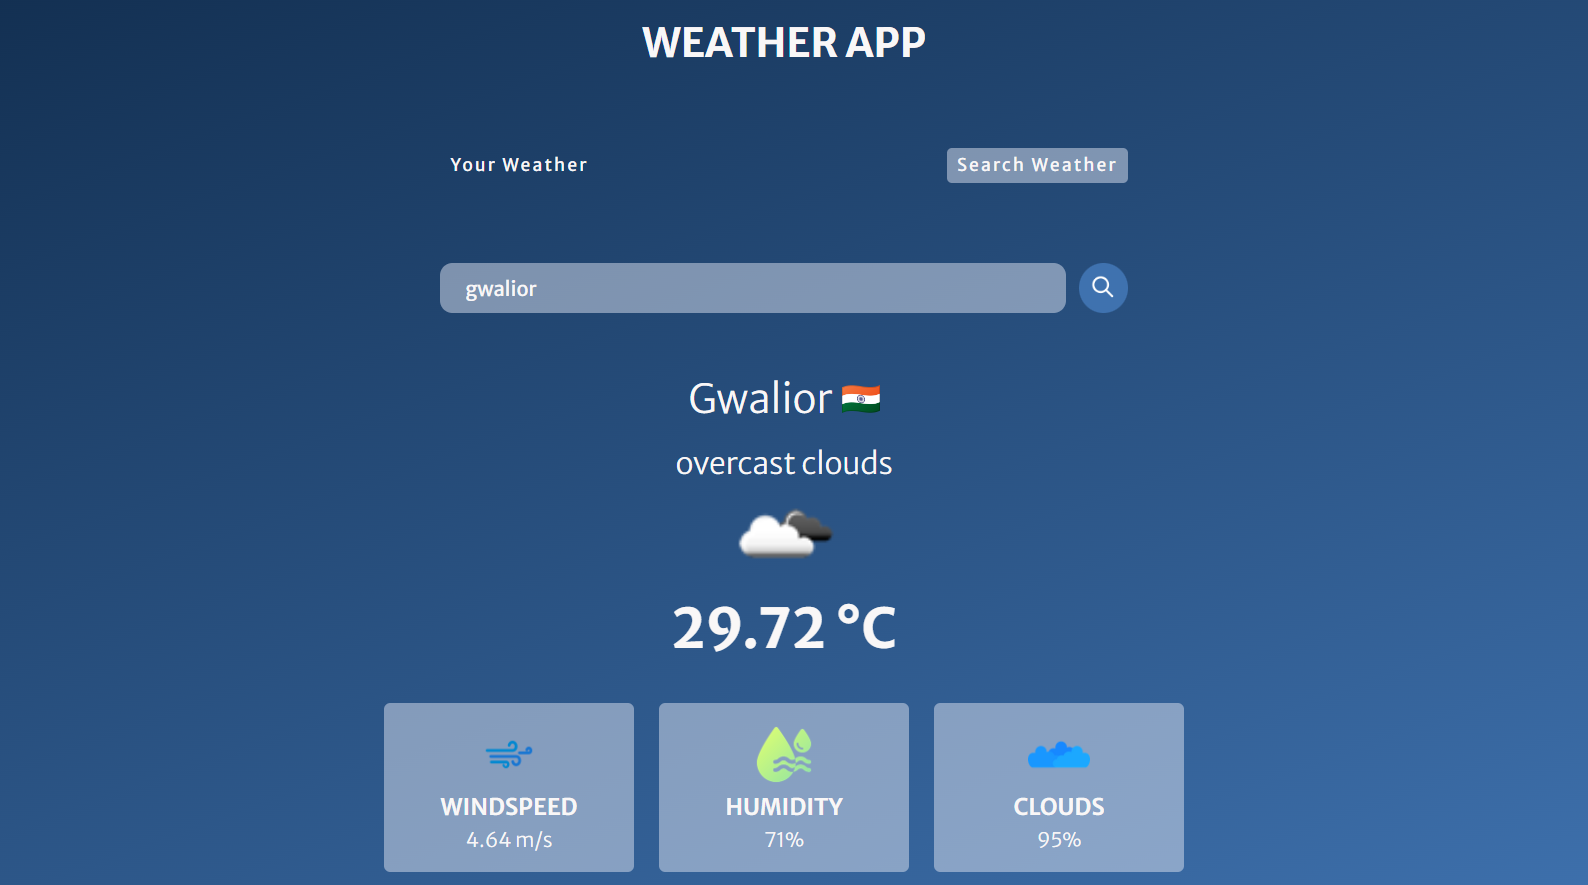 WEATHER APP
Your Weather
Search Weather
gwalior
Gwalior
overcast clouds
29.72 °C
WINDSPEED
4.64 m/s
HUMIDITY
71%
CLOUDS
95%